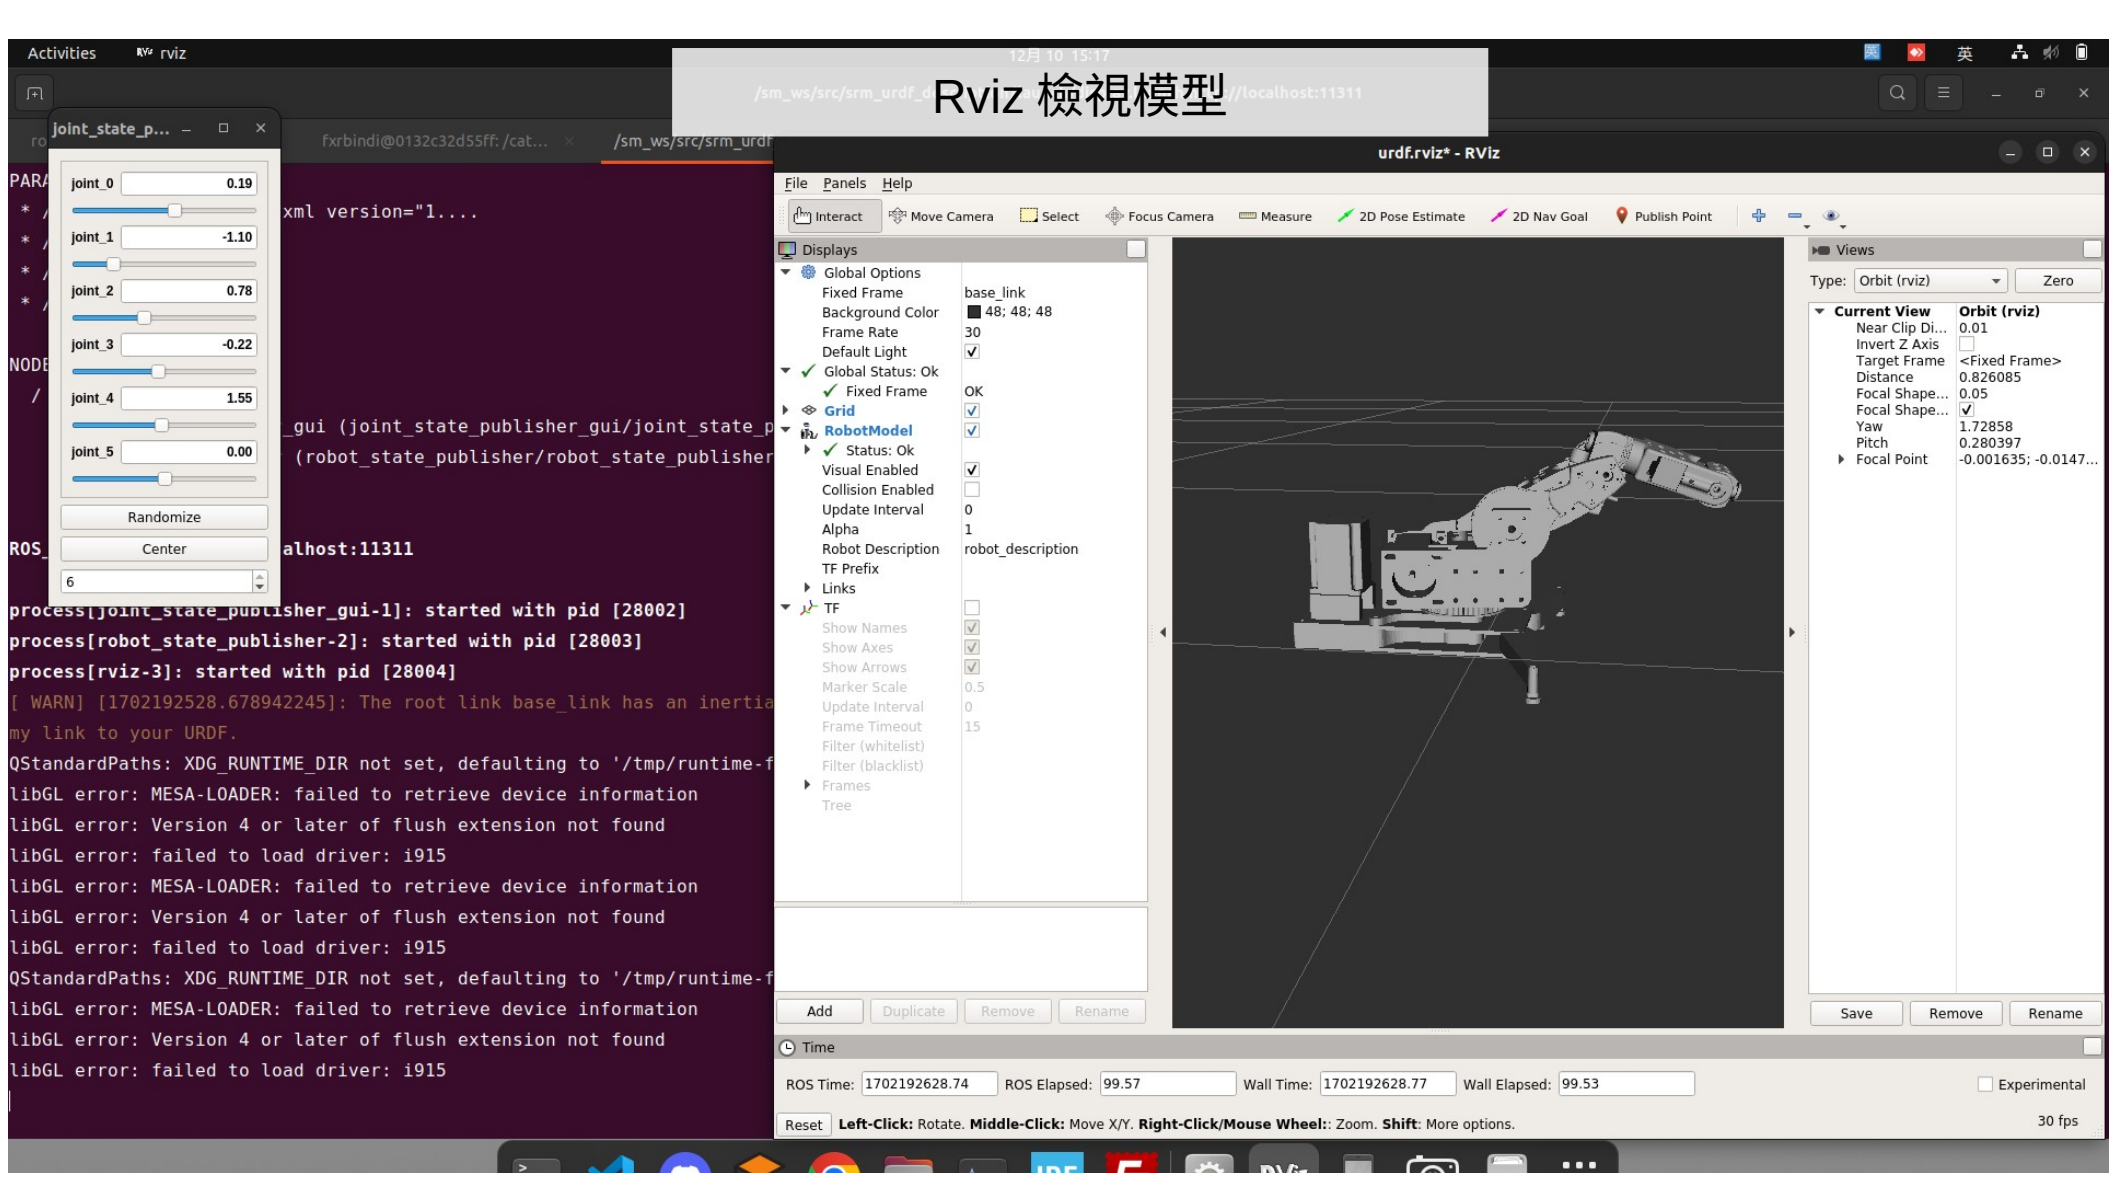 Activities
rviz
12月 10 15:17
英
Rviz 檢視模型
//localhost:11311
joint_state_p...
fxrbindi@0132c32d55ff: /cat...
/sm_ws/src/srm_urdf
joint_0 0.19
joint_1 -1.10
joint_2 0.78
joint_3 -0.22
joint_4 1.55
joint_5 0.00
Randomize
Center
6
PARA
xml version="1....
NODE
/
_gui (joint_state_publisher_gui/joint_state_p
(robot_state_publisher/robot_state_publisher
ROS_
alhost:11311
process[joint_state_publisher_gui-1]: started with pid [28002]
process[robot_state_publisher-2]: started with pid [28003]
process[rviz-3]: started with pid [28004]
[ WARN] [1702192528.678942245]: The root link base_link has an inertia
my link to your URDF.
QStandardPaths: XDG_RUNTIME_DIR not set, defaulting to '/tmp/runtime-f
libGL error: MESA-LOADER: failed to retrieve device information
libGL error: Version 4 or later of flush extension not found
libGL error: failed to load driver: i915
libGL error: MESA-LOADER: failed to retrieve device information
libGL error: Version 4 or later of flush extension not found
libGL error: failed to load driver: i915
QStandardPaths: XDG_RUNTIME_DIR not set, defaulting to '/tmp/runtime-f
libGL error: MESA-LOADER: failed to retrieve device information
libGL error: Version 4 or later of flush extension not found
libGL error: failed to load driver: i915
urdf.rviz* - RViz
File Panels Help
Interact Move Camera Select Focus Camera Measure 2D Pose Estimate 2D Nav Goal Publish Point
Displays
Global Options
Fixed Frame base_link
Background Color 48; 48; 48
Frame Rate 30
Default Light
Global Status: Ok
Fixed Frame OK
Grid
RobotModel
Status: Ok
Visual Enabled
Collision Enabled
Update Interval 0
Alpha 1
Robot Description robot_description
TF Prefix
Links
TF
Show Names
Show Axes
Show Arrows
Marker Scale 0.5
Update Interval 0
Frame Timeout 15
Filter (whitelist)
Filter (blacklist)
Frames
Tree
Add Duplicate Remove Rename
Views
Type: Orbit (rviz) Zero
Current View Orbit (rviz)
Near Clip Di... 0.01
Invert Z Axis
Target Frame <Fixed Frame>
Distance 0.826085
Focal Shape... 0.05
Focal Shape...
Yaw 1.72858
Pitch 0.280397
Focal Point -0.001635; -0.0147...
Save Remove Rename
Time
ROS Time: 1702192628.74 ROS Elapsed: 99.57 Wall Time: 1702192628.77 Wall Elapsed: 99.53 Experimental
Reset Left-Click: Rotate. Middle-Click: Move X/Y. Right-Click/Mouse Wheel:: Zoom. Shift: More options. 30 fps